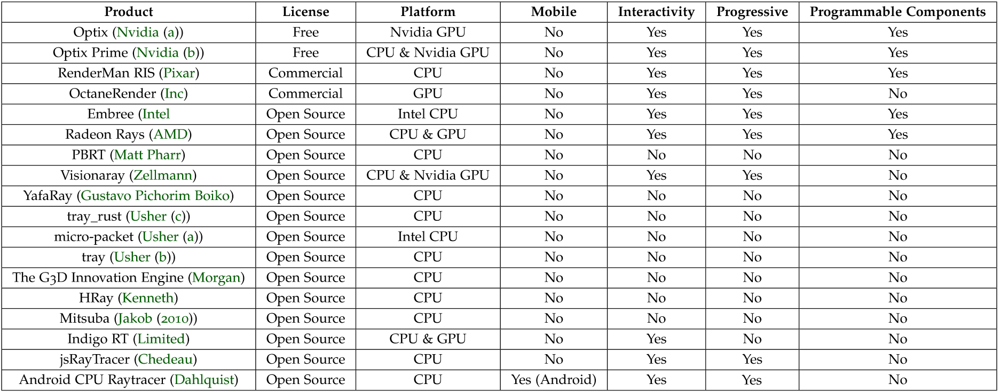 Product License Platform Mobile Interactivity Progressive Programmable Components
Optix (Nvidia (a)) Free Nvidia GPU No Yes Yes Yes
Optix Prime (Nvidia (b)) Free CPU & Nvidia GPU No Yes Yes Yes
RenderMan RIS (Pixar) Commercial CPU No Yes Yes Yes
OctaneRender (Inc) Commercial GPU No Yes Yes No
Embree (Intel Open Source Intel CPU No Yes Yes Yes
Radeon Rays (AMD) Open Source CPU & GPU No Yes Yes Yes
PBRT (Matt Pharr) Open Source CPU No No No No
Visionaray (Zellmann) Open Source CPU & Nvidia GPU No Yes Yes No
YafaRay (Gustavo Pichorim Boiko) Open Source CPU No No No No
tray_rust (Usher (c)) Open Source CPU No No No No
micro-packet (Usher (a)) Open Source Intel CPU No No No No
tray (Usher (b)) Open Source CPU No No No No
The G3D Innovation Engine (Morgan) Open Source CPU No No No No
HRay (Kenneth) Open Source CPU No No No No
Mitsuba (Jakob (2010)) Open Source CPU No No No No
Indigo RT (Limited) Open Source CPU & GPU No Yes No No
jsRayTracer (Chedeau) Open Source CPU No Yes Yes No
Android CPU Raytracer (Dahlquist) Open Source CPU Yes (Android) Yes Yes No